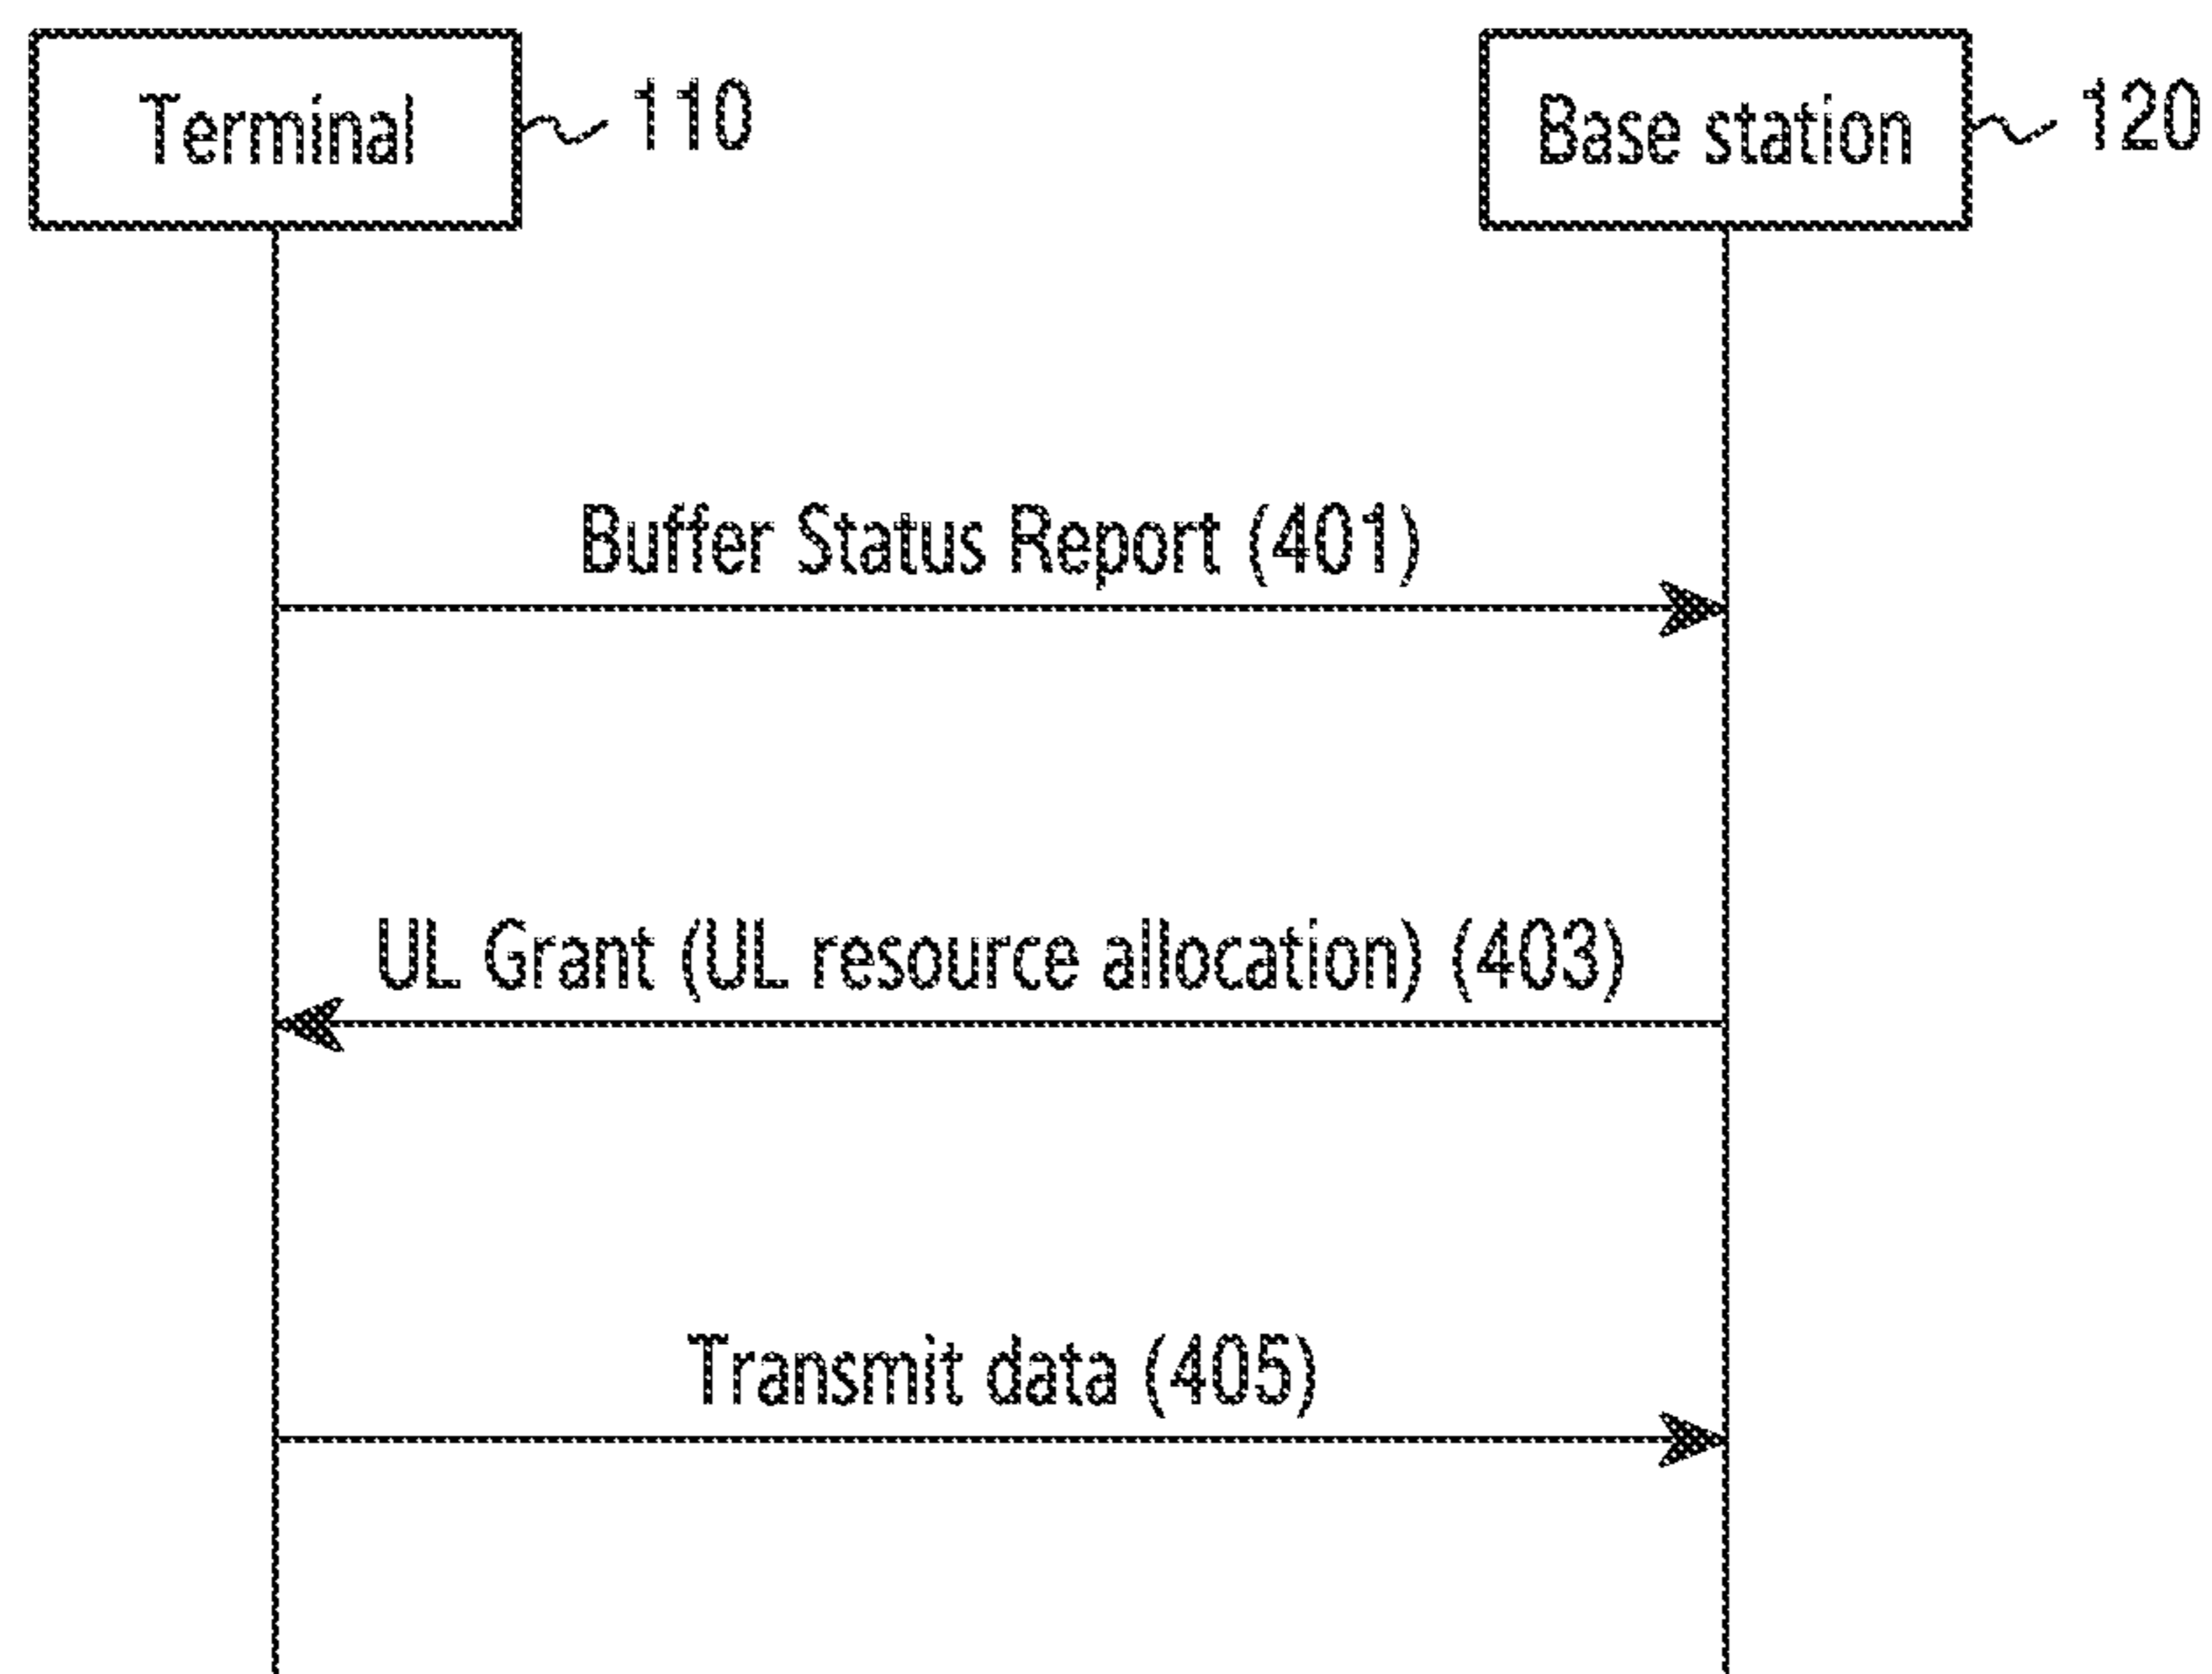 Terminal 110
Base station 120
Buffer Status Report (401)
UL Grant (UL resource allocation) (403)
Transmit data (405)